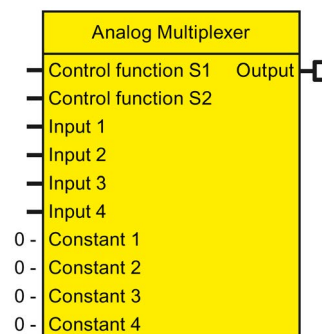 Analog Multiplexer
Control function S1 Output
Control function S2
Input 1
Input 2
Input 3
Input 4
0 - Constant 1
0 - Constant 2
0 - Constant 3
0 - Constant 4